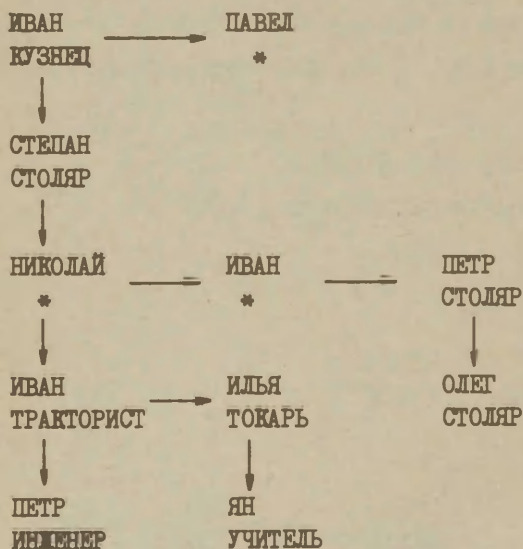 ИВАН ПАВЕЛ
КУЗНЕЦ *
СТЕПАН
СТОЛЯР
НИКОЛАЙ ИВАН ПЕТР
* * СТОЛЯР
ИВАН ИЛЬЯ ОЛЕГ
ТРАКТОРИСТ ТОКАРЬ СТОЛЯР
ПЕТР ЯН
ИНЖЕНЕР УЧИТЕЛЬ